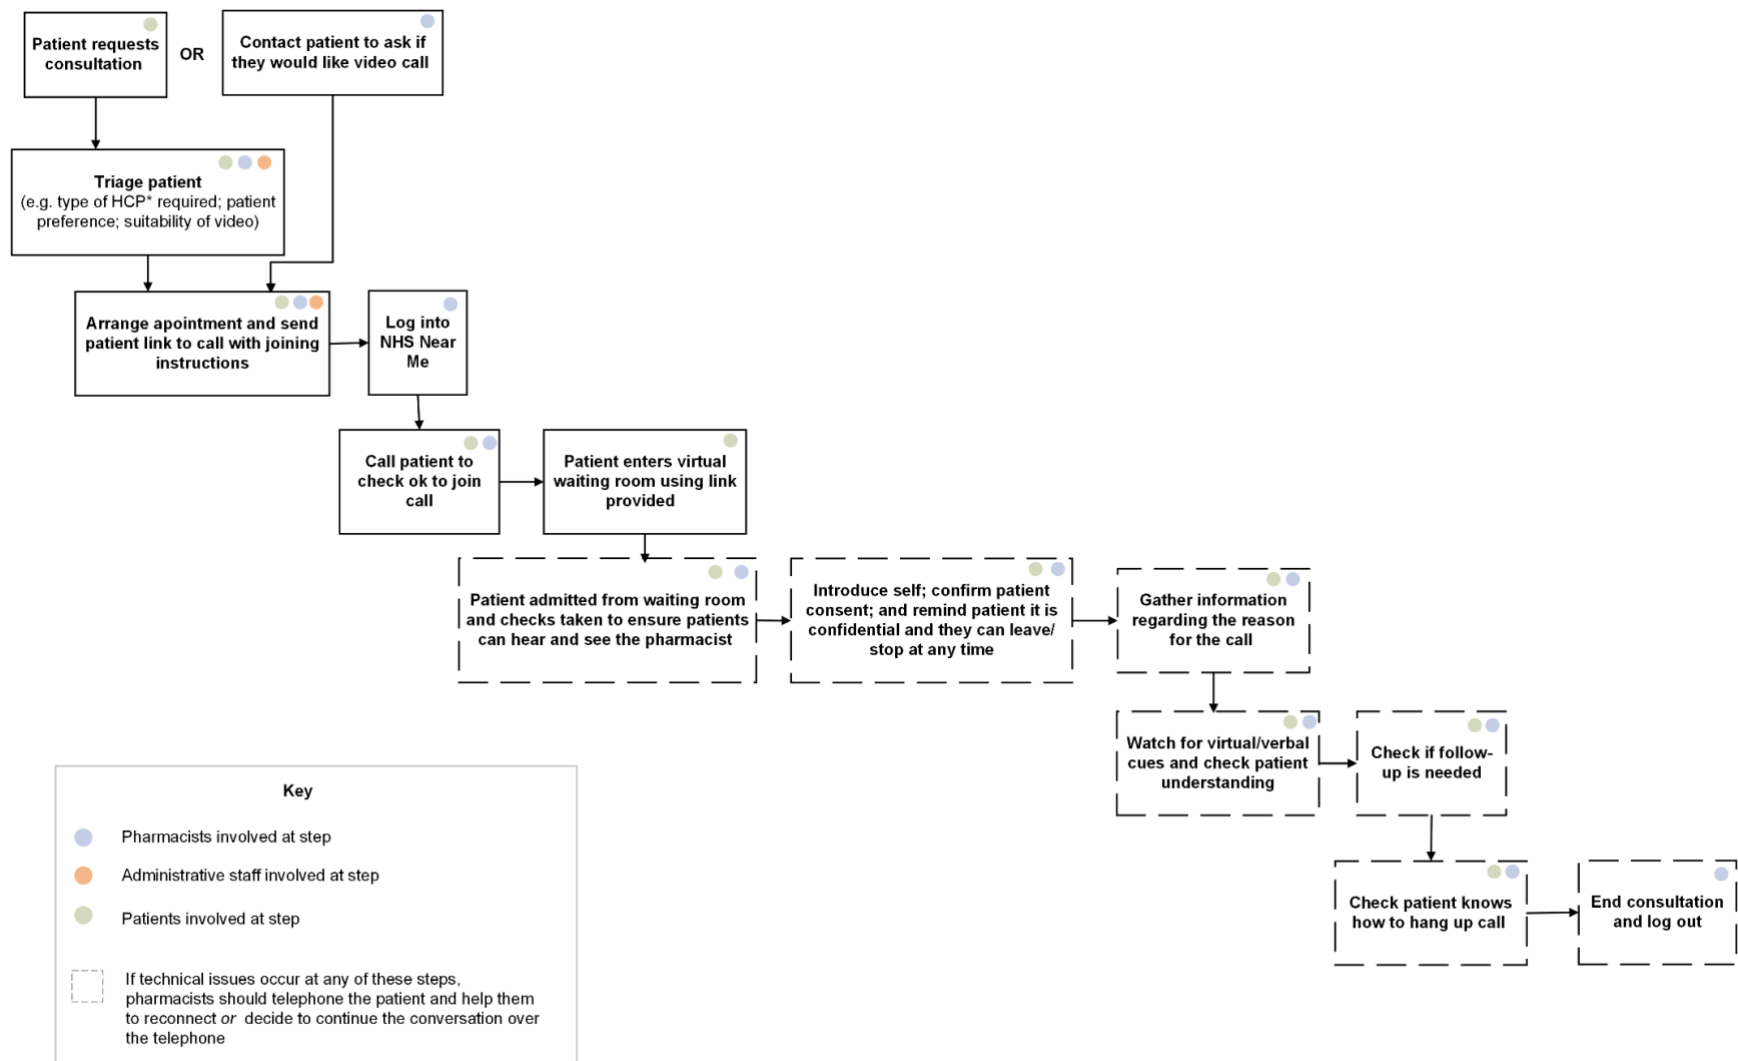 Patient requests
consultation
OR
Contact patient to ask if
they would like video call
Triage patient
(e.g. type of HCP* required; patient
preference; suitability of video)
Arrange apointment and send
patient link to call with joining
instructions
Log into
NHS Near
Me
Call patient to
check ok to join
call
Patient enters virtual
waiting room using link
provided
Patient admitted from waiting room
and checks taken to ensure patients
can hear and see the pharmacist
Introduce self; confirm patient
consent; and remind patient it is
confidential and they can leave/
stop at any time
Gather information
regarding the reason
for the call
Watch for virtual/verbal
cues and check patient
understanding
Check if follow-
up is needed
Check patient knows
how to hang up call
End consultation
and log out
Key
Pharmacists involved at step
Administrative staff involved at step
Patients involved at step
If technical issues occur at any of these steps,
pharmacists should telephone the patient and help them
to reconnect or decide to continue the conversation over
the telephone